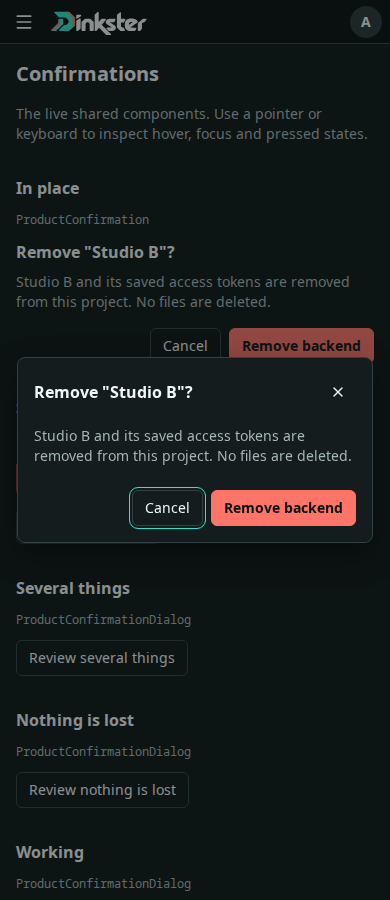 Dinkster
A
Confirmations
The live shared components. Use a pointer or
keyboard to inspect hover, focus and pressed states.
In place
ProductConfirmation
Remove "Studio B"?
Studio B and its saved access tokens are removed
from this project. No files are deleted.
Cancel
Remove backend
Remove "Studio B"?
Studio B and its saved access tokens are
removed from this project. No files are deleted.
Cancel
Remove backend
Several things
ProductConfirmationDialog
Review several things
Nothing is lost
ProductConfirmationDialog
Review nothing is lost
Working
ProductConfirmationDialog